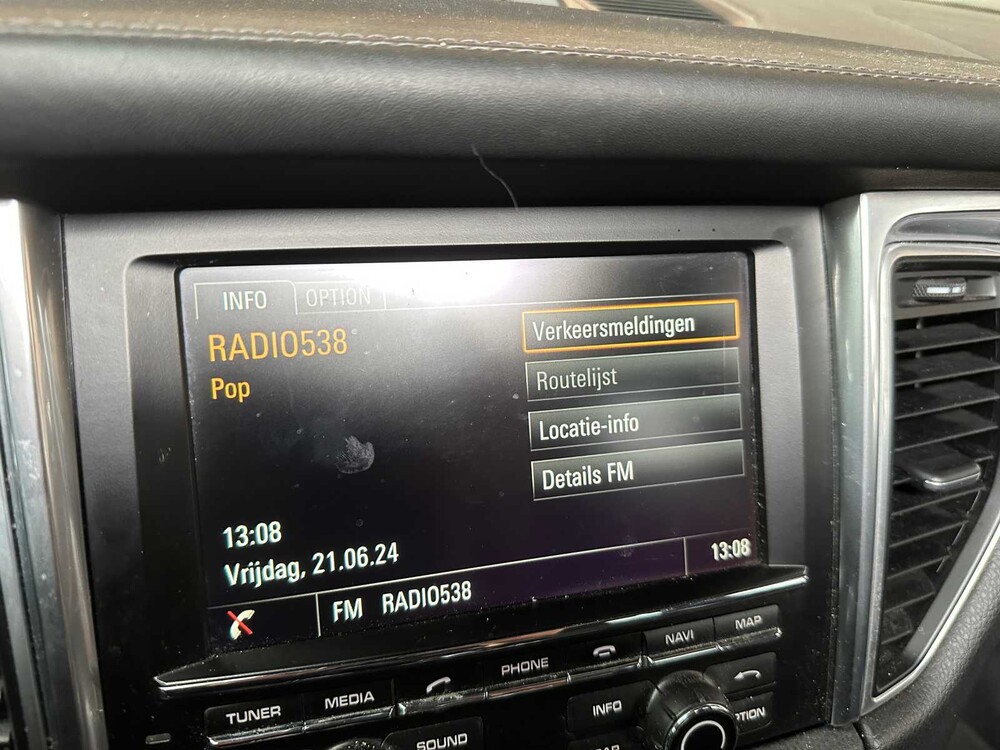 INFO OPTION
RADIO538
Pop
Verkeersmeldingen
Routelijst
Locatie-info
Details FM
13:08
Vrijdag, 21.06.24
FM RADIO538 13:08
TUNER MEDIA PHONE NAVI MAP
SOUND INFO